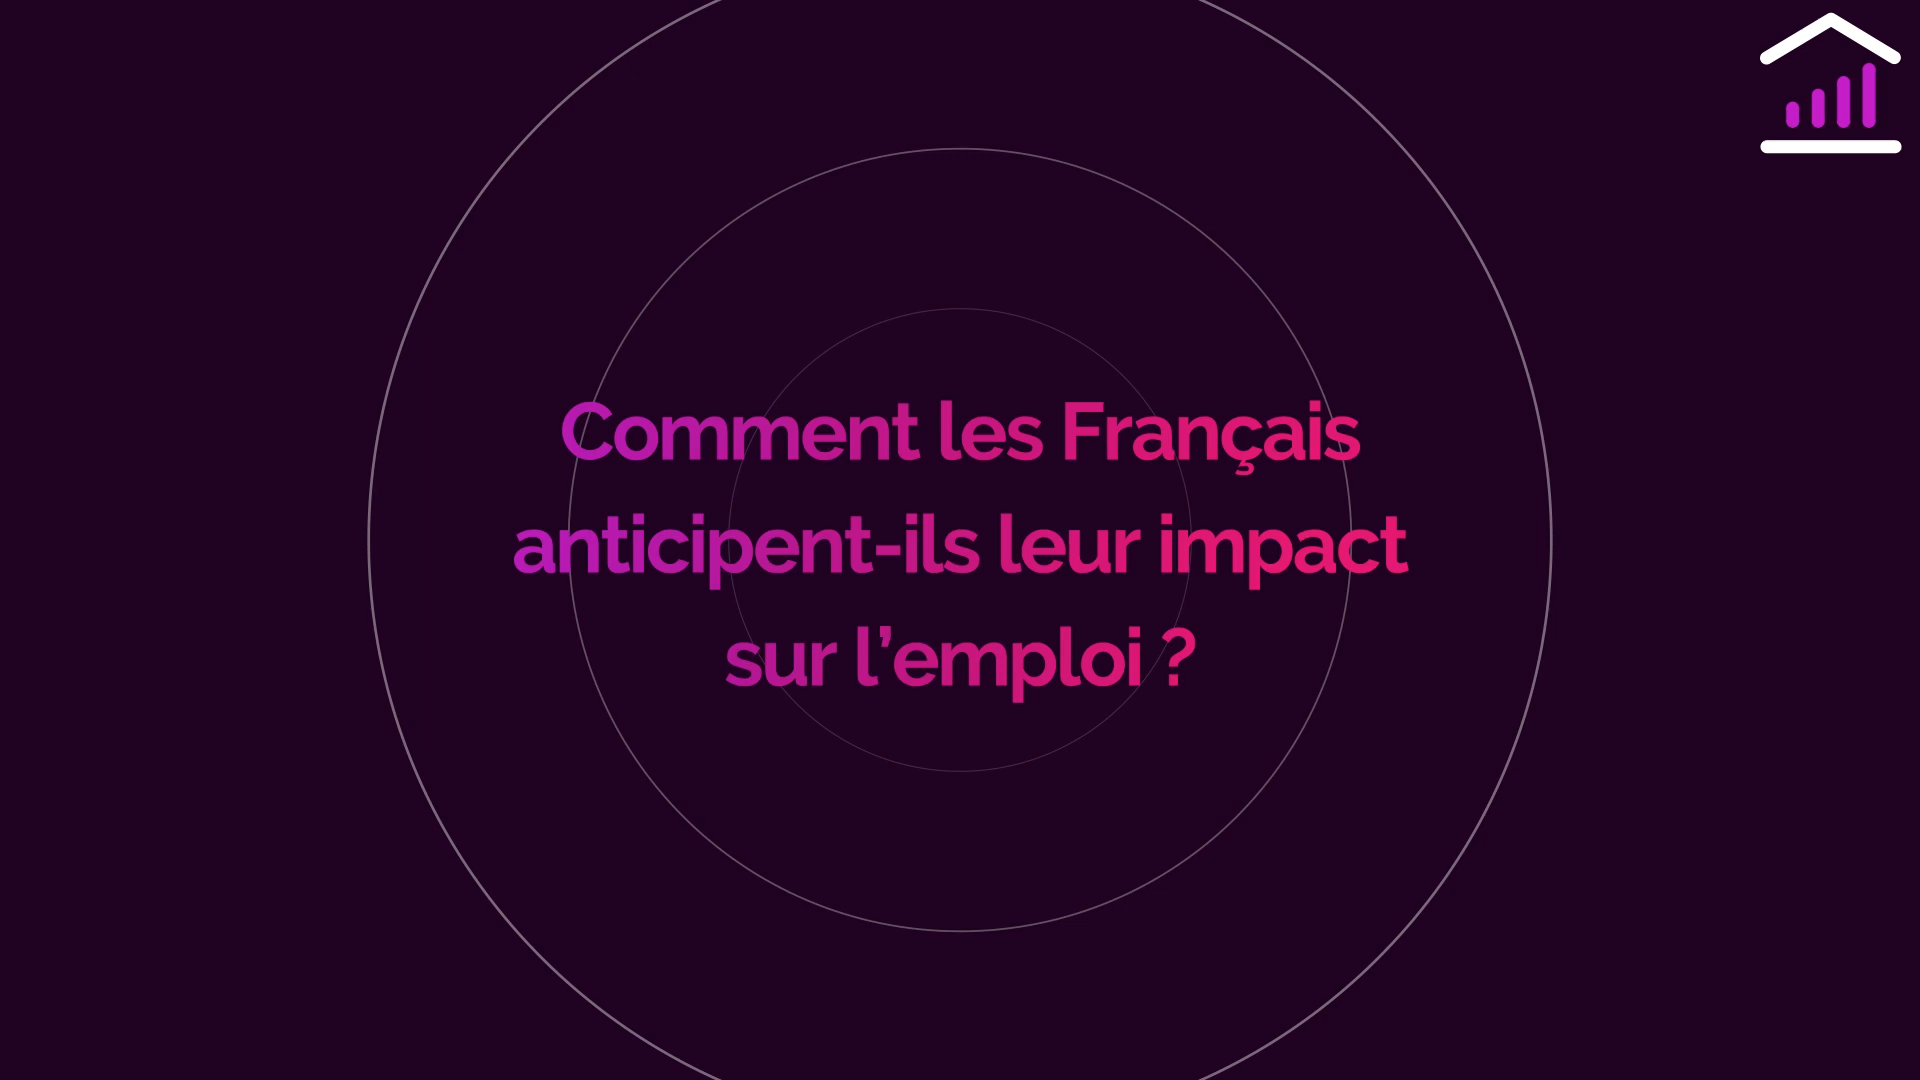 Comment les Français
anticipent-ils leur impact
sur l’emploi ?